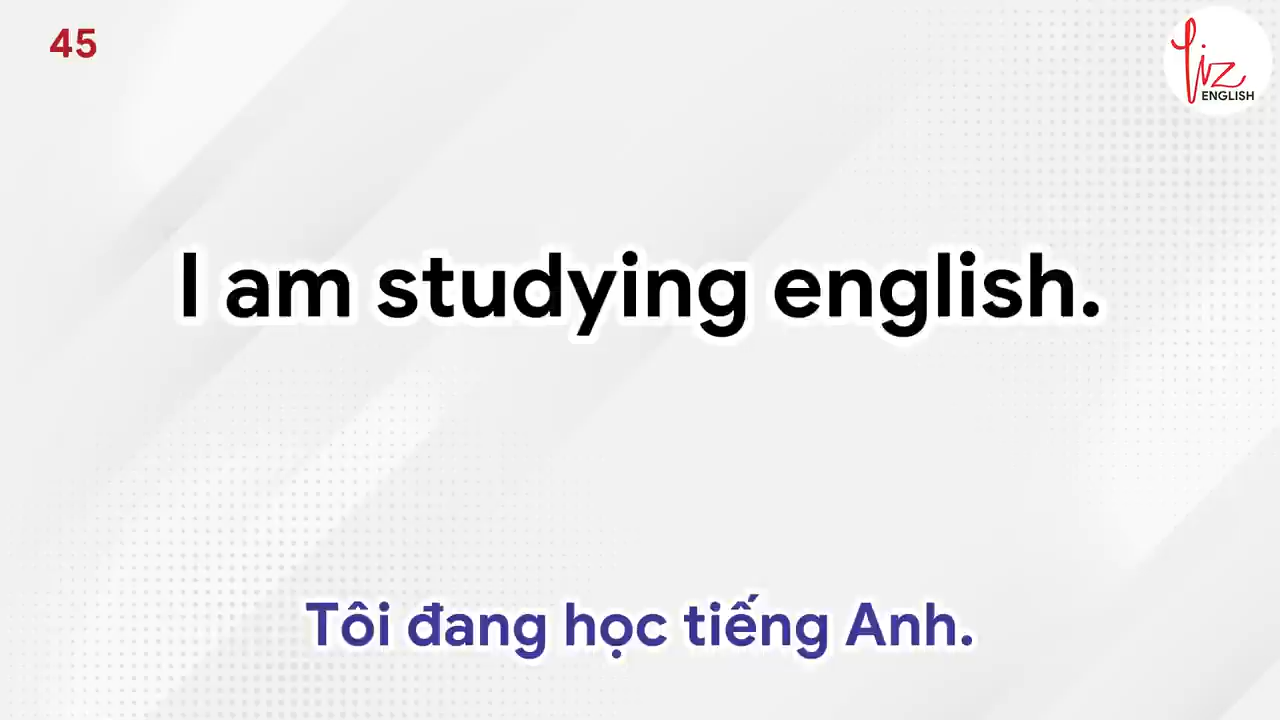 45
Liz
ENGLISH
I am studying english.
Tôi đang học tiếng Anh.